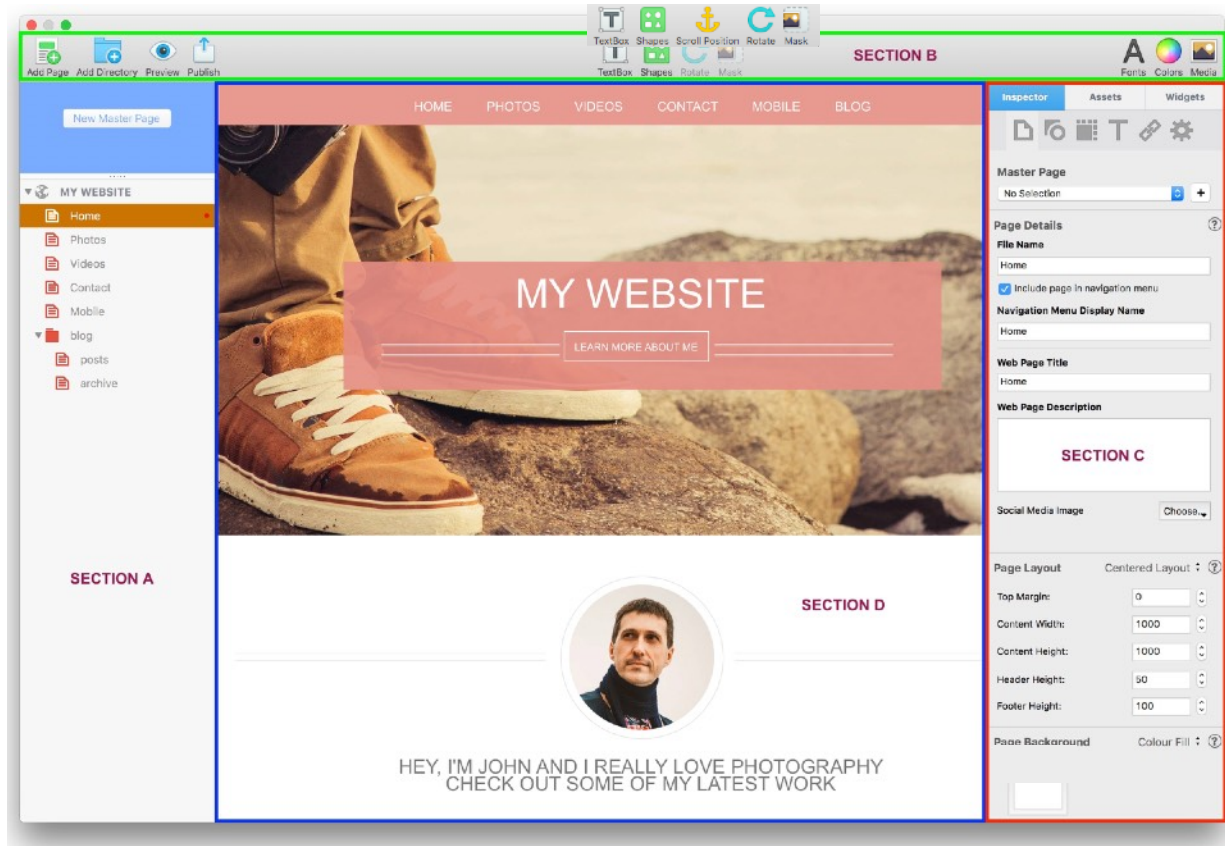 TextBox Shapes Scroll Position Rotate Mask
Add Page Add Directory Preview Publish
TextBox Shapes Rotate Mask
SECTION B
Fonts Colors Media
New Master Page
MY WEBSITE
Home
Photos
Videos
Contact
Mobile
blog
posts
archive
SECTION A
HOME PHOTOS VIDEOS CONTACT MOBILE BLOG
MY WEBSITE
LEARN MORE ABOUT ME
SECTION D
HEY, I'M JOHN AND I REALLY LOVE PHOTOGRAPHY
CHECK OUT SOME OF MY LATEST WORK
Inspector Assets Widgets
Master Page
No Selection
Page Details
File Name
Home
Include page in navigation menu
Navigation Menu Display Name
Home
Web Page Title
Home
Web Page Description
SECTION C
Social Media Image Choose...
Page Layout Centered Layout
Top Margin: 0
Content Width: 1000
Content Height: 1000
Header Height: 50
Footer Height: 100
Page Background Colour Fill